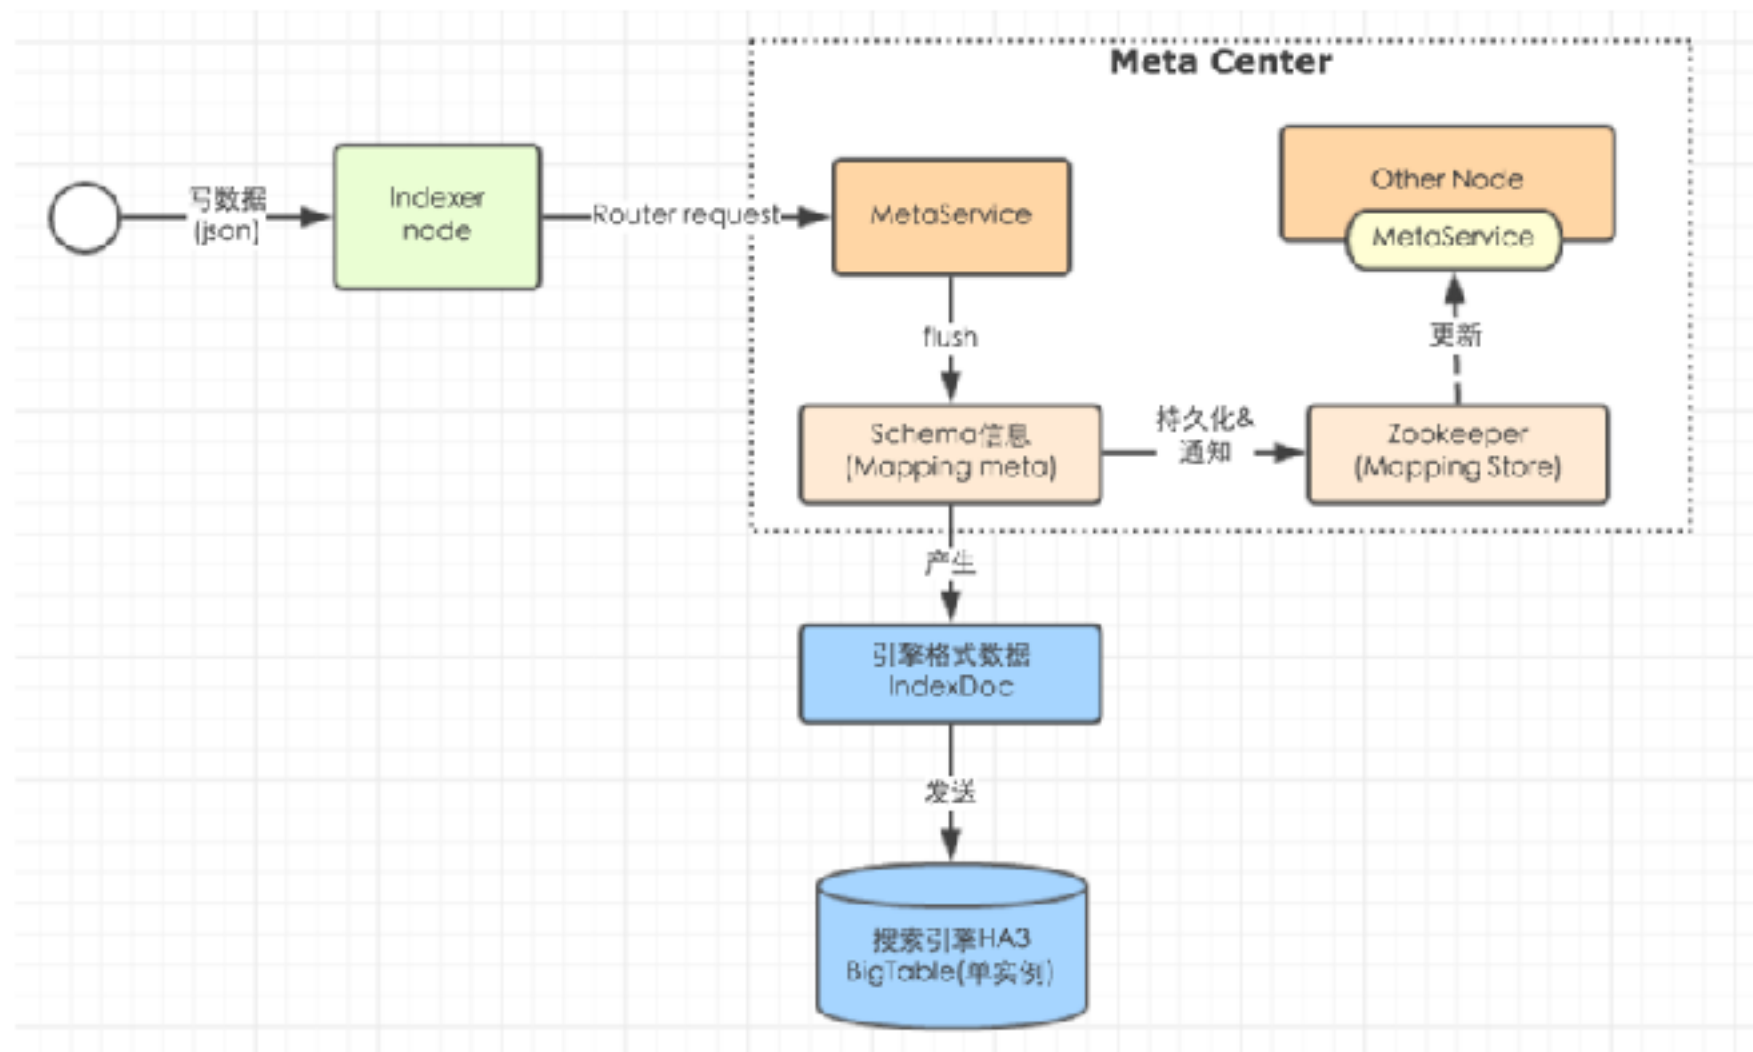 Meta Center
写数据
(json)
Indexer
node
Router request
MetaService
Other Node
MetaService
flush
更新
Schema信息
(Mapping meta)
持久化&
通知
Zookeeper
(Mapping Store)
产生
引擎格式数据
IndexDoc
发送
搜索引擎HA3
BigTable(单实例)